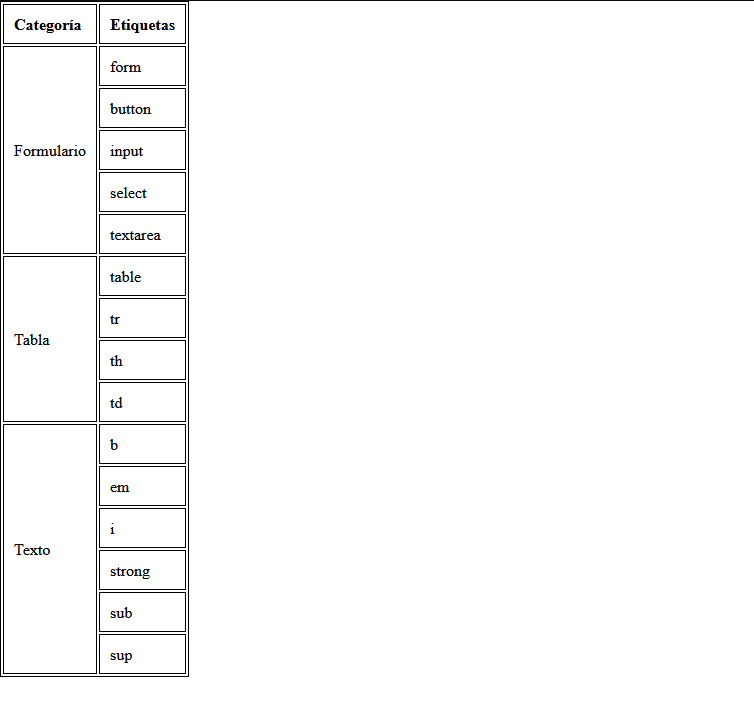 Categoría Etiquetas
form
button
Formulario input
select
textarea
table
tr
Tabla
th
td
b
em
i
Texto
strong
sub
sup